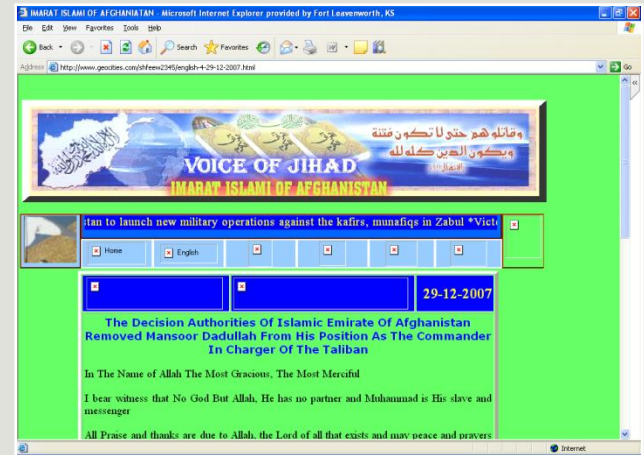 IMARAT ISLAMI OF AFGHANIATAN - Microsoft Internet Explorer provided by Fort Leavenworth, KS
File Edit View Favorites Tools Help
Back Search Favorites
Address http://www.geocities.com/shfeew2345/english-4-29-12-2007.html Go
وقاتلوهم حتى لا تكون فتنة
ويكون الدين كله لله
VOICE OF JIHAD
IMARAT ISLAMI OF AFGHANISTAN
stan to launch new military operations against the kafirs, munafiqs in Zabul *Victo
Home English
29-12-2007
The Decision Authorities Of Islamic Emirate Of Afghanistan
Removed Mansoor Dadullah From His Position As The Commander
In Charger Of The Taliban
In The Name of Allah The Most Gracious, The Most Merciful
I bear witness that No God But Allah, He has no partner and Muhammad is His slave and
messenger
All Praise and thanks are due to Allah, the Lord of all that exists and may peace and prayers
Internet